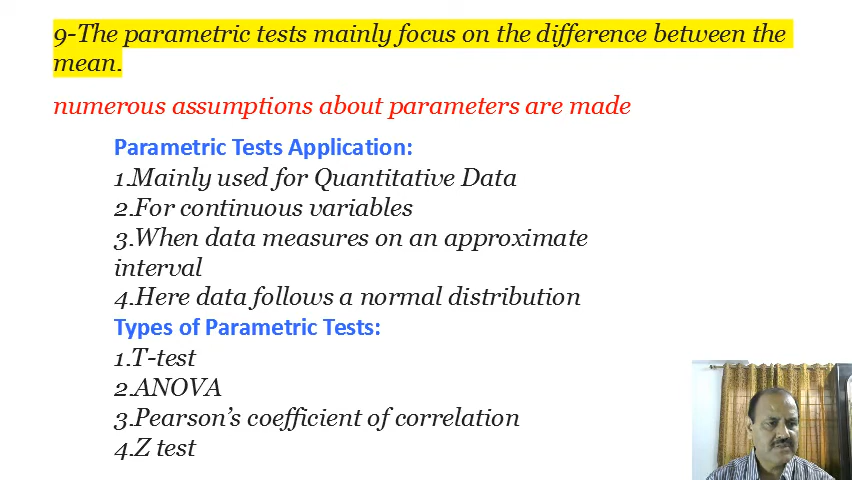 9-The parametric tests mainly focus on the difference between the
mean.
numerous assumptions about parameters are made
Parametric Tests Application:
1.Mainly used for Quantitative Data
2.For continuous variables
3.When data measures on an approximate
interval
4.Here data follows a normal distribution
Types of Parametric Tests:
1.T-test
2.ANOVA
3.Pearson’s coefficient of correlation
4.Z test